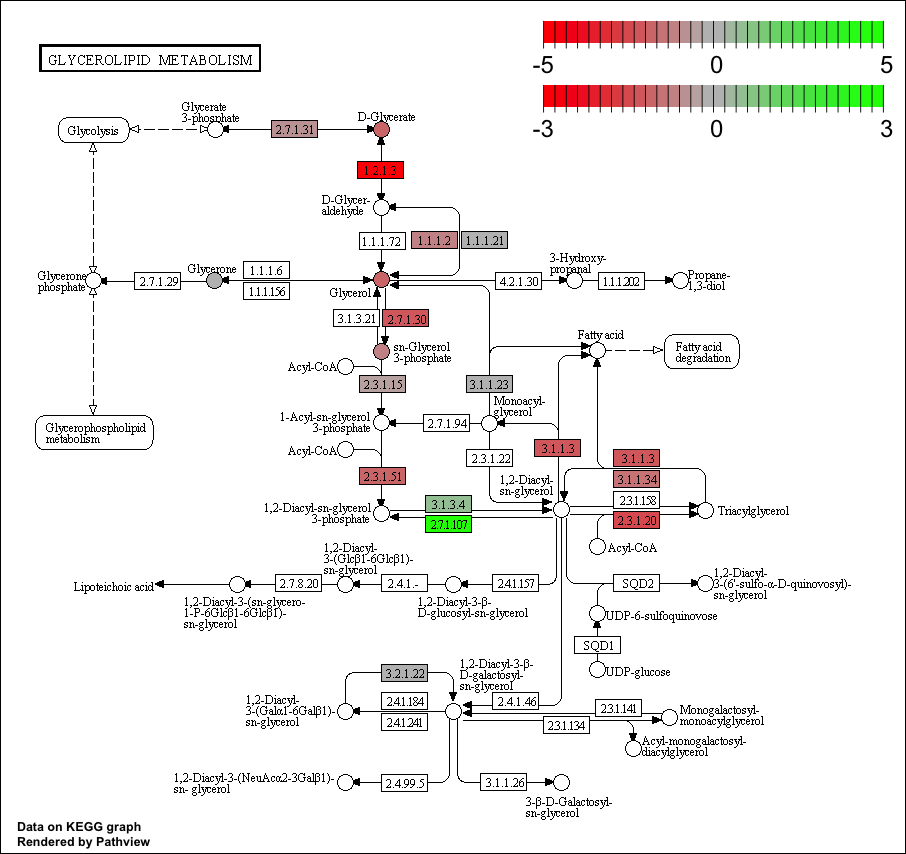 GLYCEROLIPID METABOLISM
-5 0 5
-3 0 3
Glycerate
3-phosphate
D-Glycerate
Glycolysis
2.7.1.31
1.2.1.3
D-Glycer-
aldehyde
1.1.1.72
1.1.1.2
1.1.1.21
Glycerone
phosphate
2.7.1.29
Glycerone
1.1.1.6
1.1.1.156
Glycerol
4.2.1.30
3-Hydroxy-
propanal
1.1.1.202
Propane-
1,3-diol
3.1.3.21
2.7.1.30
sn-Glycerol
3-phosphate
Fatty acid
Fatty acid
degradation
Acyl-CoA
2.3.1.15
3.1.1.23
Monoacyl-
glycerol
1-Acyl-sn-glycerol
3-phosphate
2.7.1.94
Glycerophospholipid
metabolism
Acyl-CoA
2.3.1.22
3.1.1.3
3.1.1.3
2.3.1.51
1,2-Diacyl-
sn-glycerol
3.1.1.34
2.3.1.158
1,2-Diacyl-sn-glycerol
3-phosphate
3.1.3.4
2.7.1.107
2.3.1.20
Triacylglycerol
Acyl-CoA
1,2-Diacyl-
3-(Glcβ1-6Glcβ1)-
sn-glycerol
Lipoteichoic acid
2.7.8.20
2.4.1.-
2.4.1.157
SQD2
1,2-Diacyl-
3-(6'-sulfo-α-D-quinovosyl)-
sn-glycerol
1,2-Diacyl-3-(sn-glycero-
1-P-6Glcβ1-6Glcβ1)-
sn-glycerol
1,2-Diacyl-3-β-
D-glucosyl-sn-glycerol
UDP-6-sulfoquinovose
SQD1
UDP-glucose
3.2.1.22
1,2-Diacyl-3-β-
D-galactosyl-
sn-glycerol
1,2-Diacyl-
3-(Galα1-6Galβ1)-
sn-glycerol
2.4.1.184
2.4.1.241
2.4.1.46
2.3.1.141
2.3.1.134
Monogalactosyl-
monoacylglycerol
Acyl-monogalactosyl-
diacylglycerol
1,2-Diacyl-3-(NeuAcα2-3Galβ1)-
sn- glycerol
2.4.99.5
3.1.1.26
3-β-D-Galactosyl-
sn-glycerol
Data on KEGG graph
Rendered by Pathview